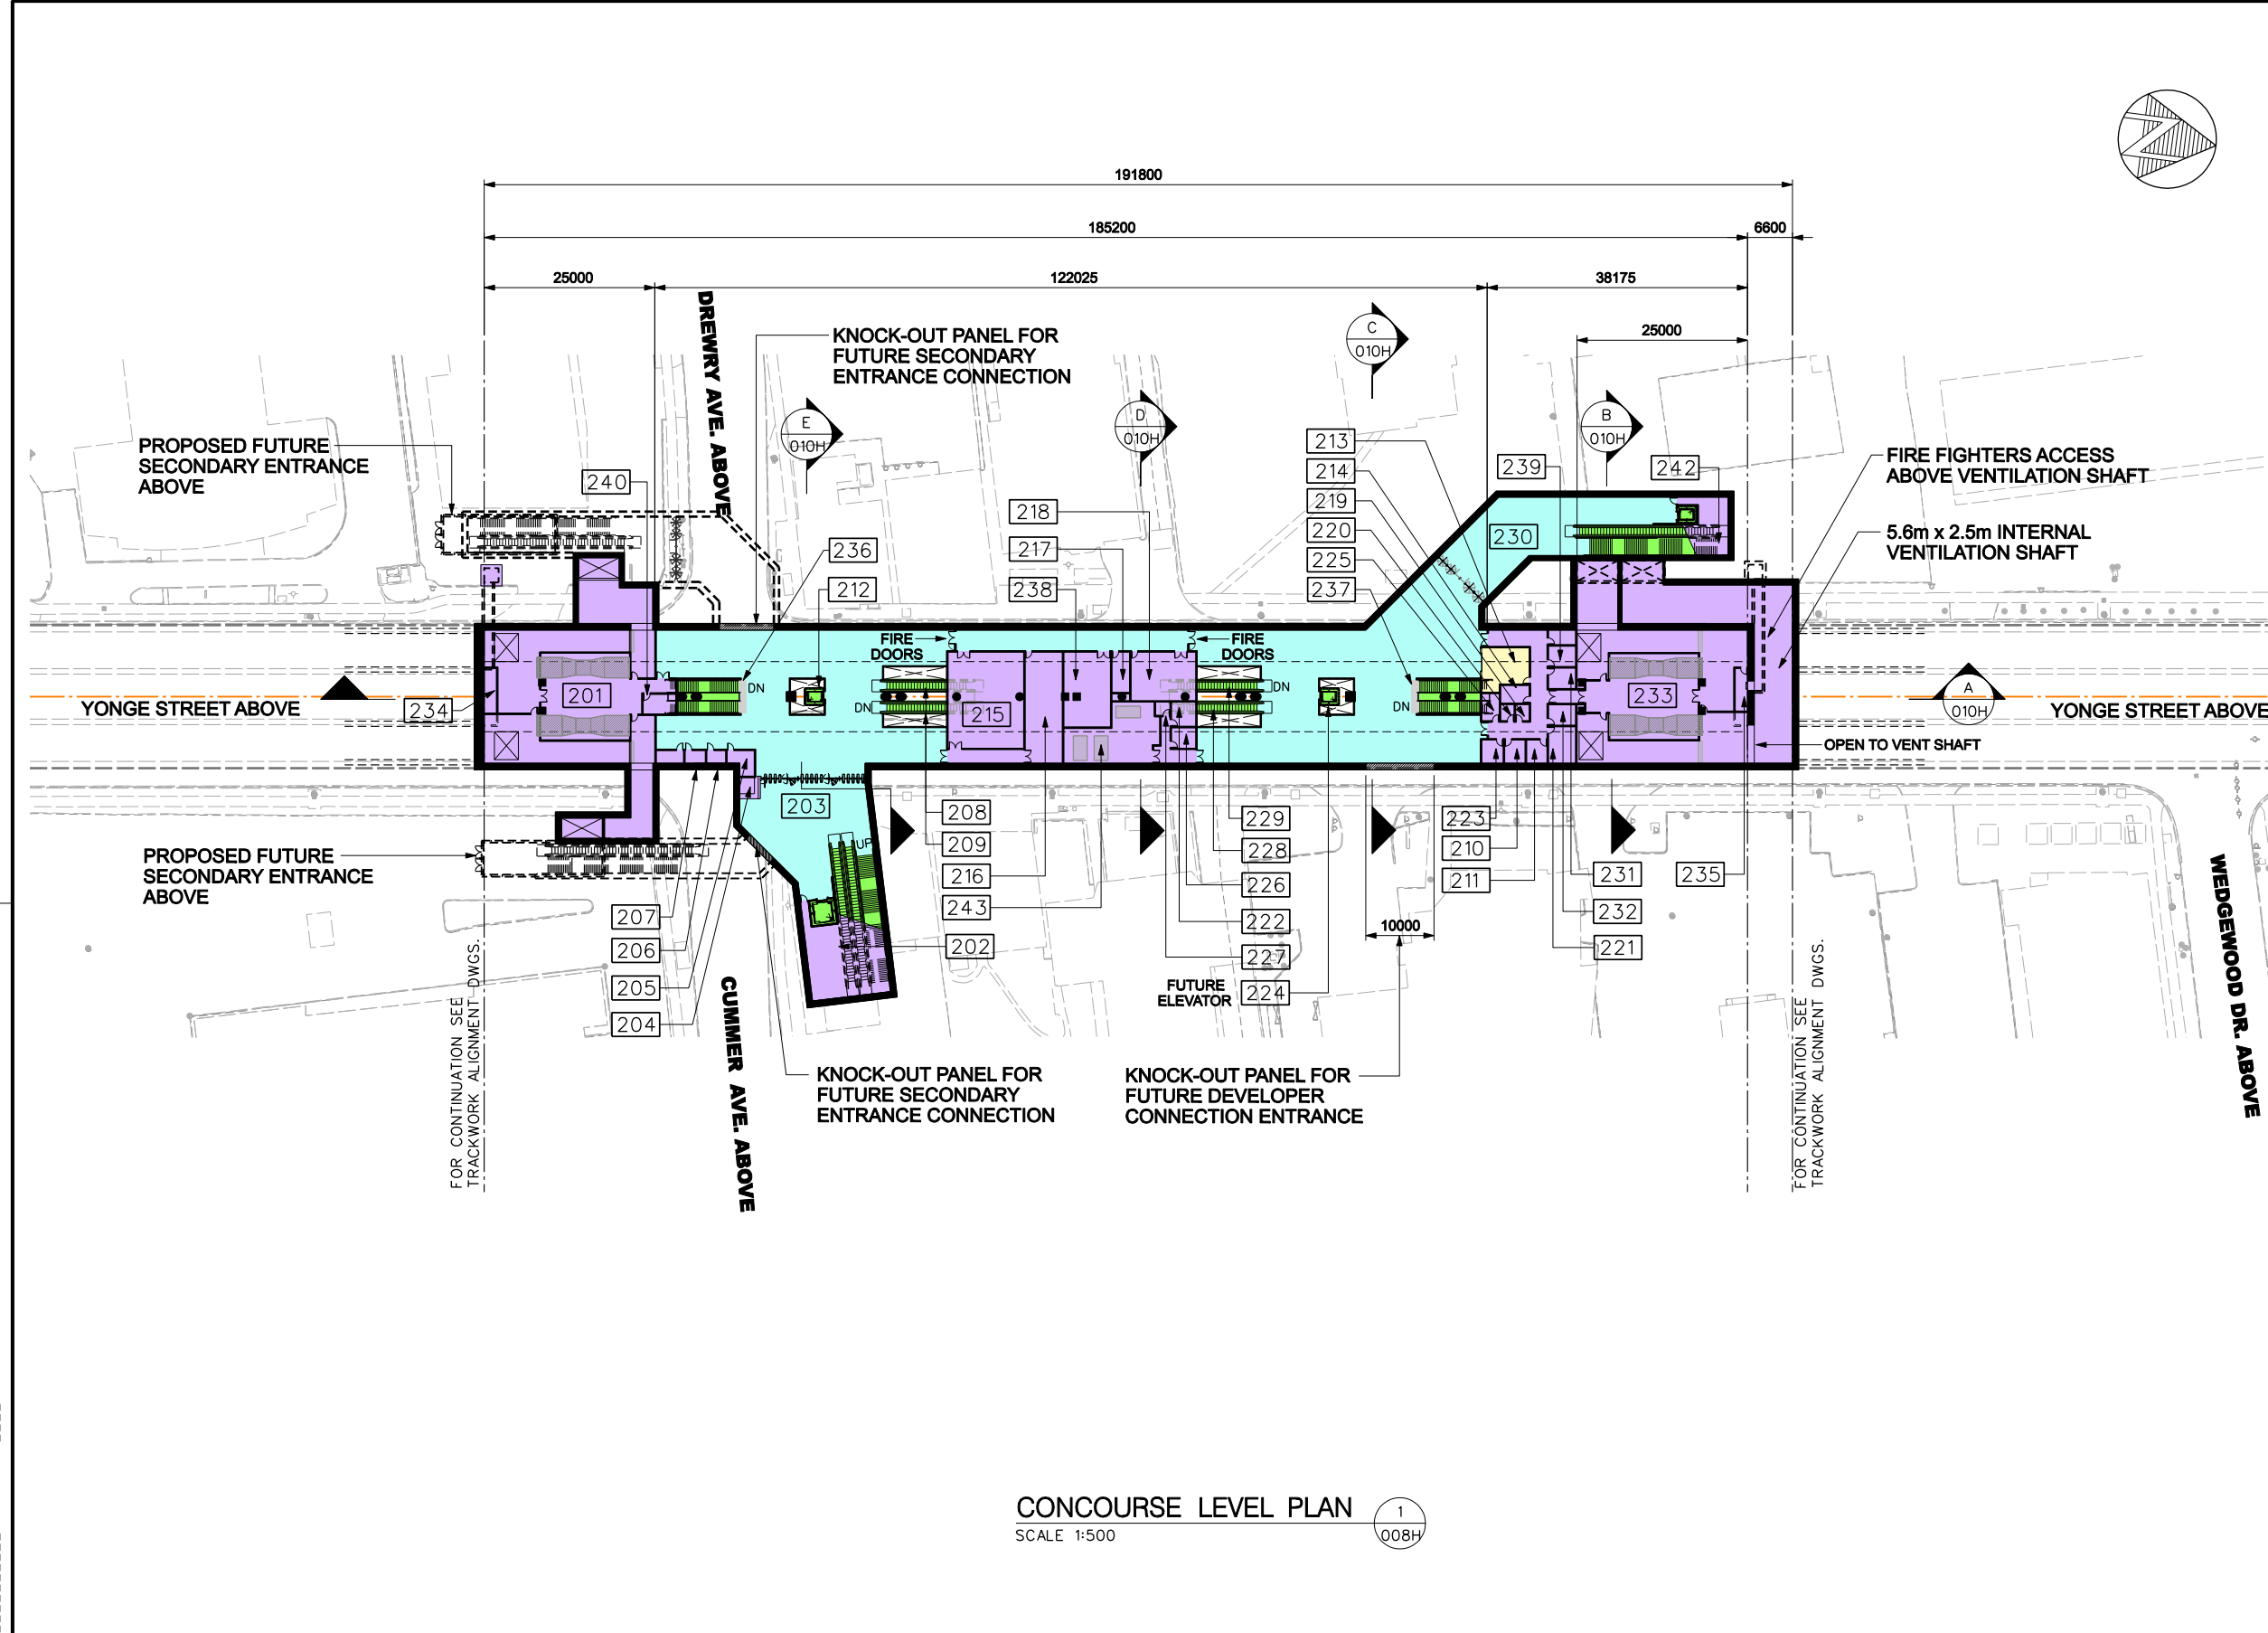 191800
185200
6600
25000
122025
38175
25000
DREWRY AVE. ABOVE
KNOCK-OUT PANEL FOR
FUTURE SECONDARY
ENTRANCE CONNECTION
C
010H
E
010H
D
010H
B
010H
PROPOSED FUTURE
SECONDARY ENTRANCE
ABOVE
240
236
212
218
217
238
213
214
219
220
225
237
239
242
230
FIRE FIGHTERS ACCESS
ABOVE VENTILATION SHAFT
5.6m x 2.5m INTERNAL
VENTILATION SHAFT
FIRE
DOORS
FIRE
DOORS
DN
DN
DN
DN
201
215
233
234
YONGE STREET ABOVE
A
010H
YONGE STREET ABOVE
OPEN TO VENT SHAFT
203
UP
208
209
216
243
202
229
228
226
222
227
224
FUTURE
ELEVATOR
223
210
211
231
232
221
235
10000
PROPOSED FUTURE
SECONDARY ENTRANCE
ABOVE
207
206
205
204
FOR CONTINUATION SEE
TRACKWORK ALIGNMENT DWGS.
CUMMER AVE. ABOVE
KNOCK-OUT PANEL FOR
FUTURE SECONDARY
ENTRANCE CONNECTION
KNOCK-OUT PANEL FOR
FUTURE DEVELOPER
CONNECTION ENTRANCE
FOR CONTINUATION SEE
TRACKWORK ALIGNMENT DWGS.
WEDGEWOOD DR. ABOVE
CONCOURSE LEVEL PLAN
SCALE 1:500
1
008H